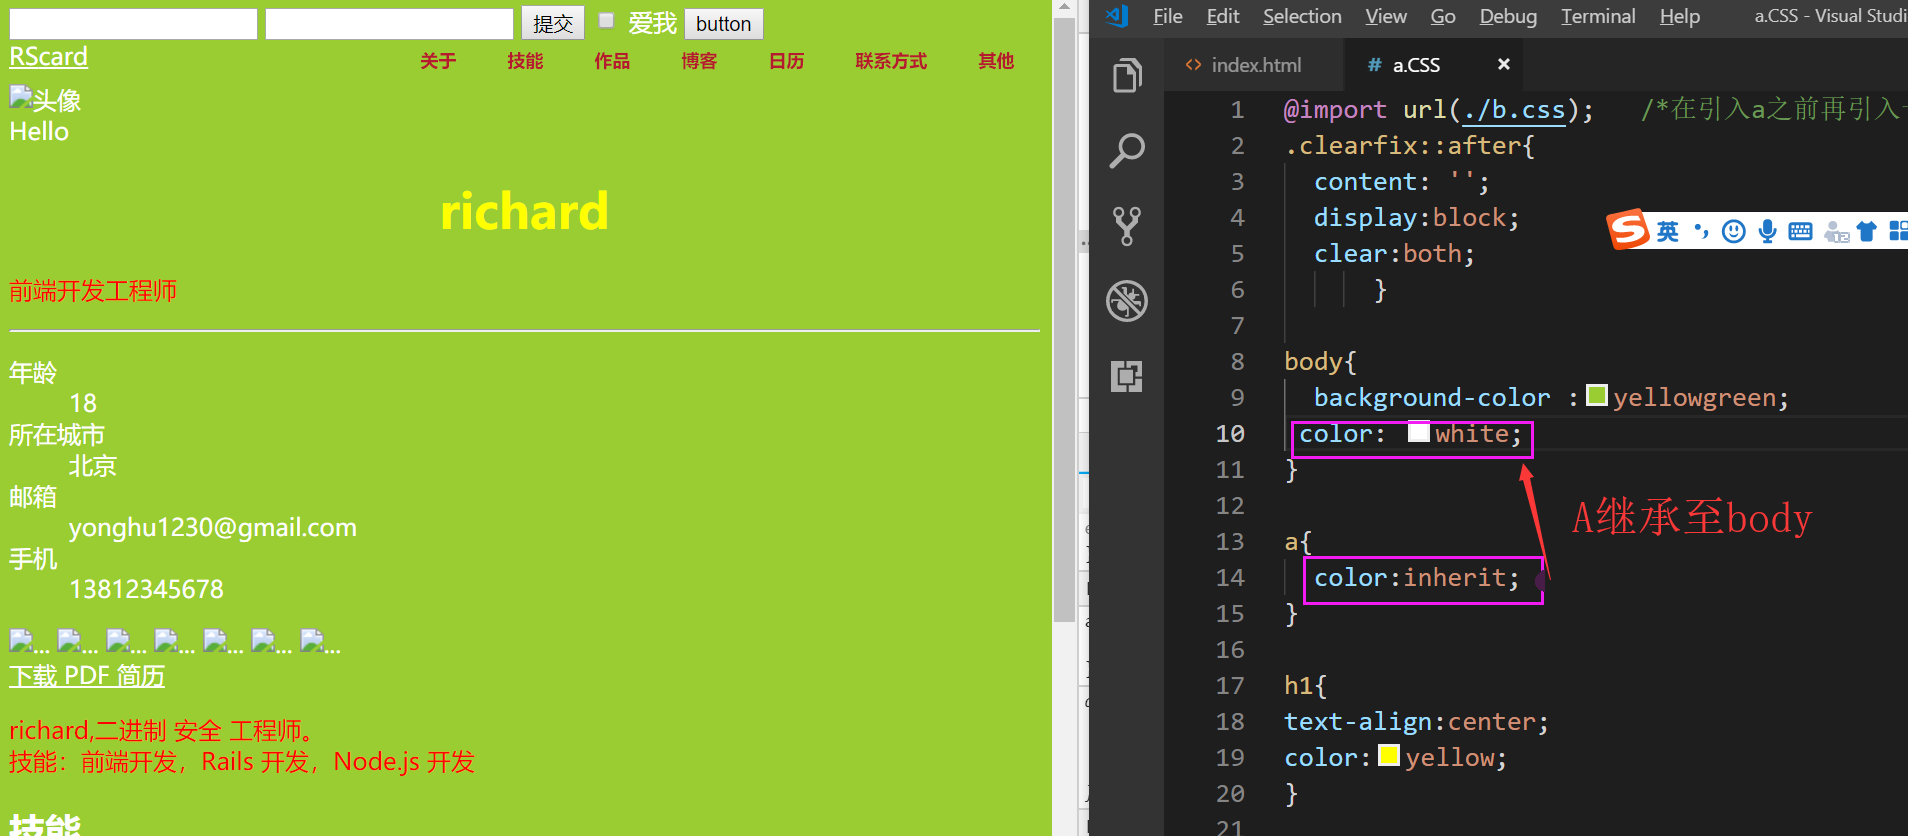 提交 爱我 button
RScard 关于 技能 作品 博客 日历 联系方式 其他
头像
Hello
richard
前端开发工程师
年龄
18
所在城市
北京
邮箱
yonghu1230@gmail.com
手机
13812345678
... ... ... ... ... ... ...
下载 PDF 简历
richard,二进制 安全 工程师。
技能：前端开发，Rails 开发，Node.js 开发
技能
File Edit Selection View Go Debug Terminal Help a.CSS - Visual Studi
<> index.html # a.CSS ×
1 @import url(./b.css); /*在引入a之前再引入
2 .clearfix::after{
3 content: '';
4 display:block;
5 clear:both;
6 }
7
8 body{
9 background-color :yellowgreen;
10 color: white;
11 }
12
13 a{
14 color:inherit;
15 }
16
17 h1{
18 text-align:center;
19 color:yellow;
20 }
21
A继承至body
S 英 12